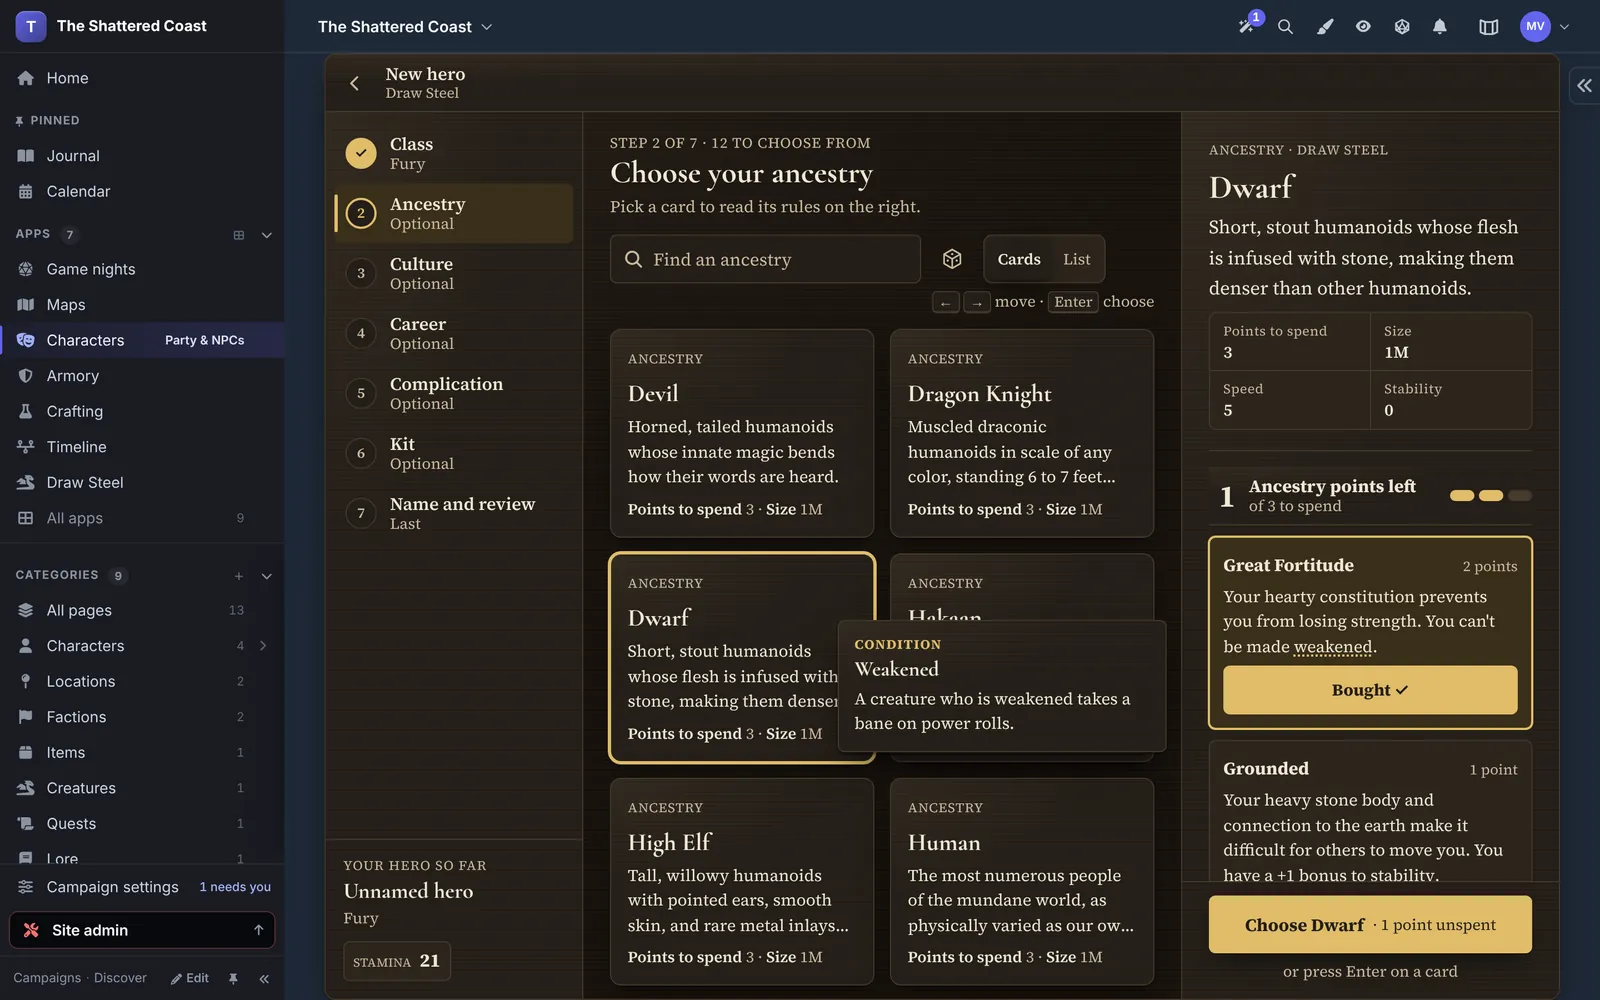 T The Shattered Coast
Home
PINNED
Journal
Calendar
APPS 7
Game nights
Maps
Characters Party & NPCs
Armory
Crafting
Timeline
Draw Steel
All apps 9
CATEGORIES 9 +
All pages 13
Characters 4
Locations 2
Factions 2
Items 1
Creatures 1
Quests 1
Lore 1
Campaign settings 1 needs you
Site admin ↑
Campaigns · Discover Edit
The Shattered Coast
1
MV
New hero
Draw Steel
Class
Fury
2 Ancestry
Optional
3 Culture
Optional
4 Career
Optional
5 Complication
Optional
6 Kit
Optional
7 Name and review
Last
YOUR HERO SO FAR
Unnamed hero
Fury
STAMINA 21
STEP 2 OF 7 · 12 TO CHOOSE FROM
Choose your ancestry
Pick a card to read its rules on the right.
Find an ancestry
Cards List
← → move · Enter choose
ANCESTRY
Devil
Horned, tailed humanoids
whose innate magic bends
how their words are heard.
Points to spend 3 · Size 1M
ANCESTRY
Dragon Knight
Muscled draconic
humanoids in scale of any
color, standing 6 to 7 feet...
Points to spend 3 · Size 1M
ANCESTRY
Dwarf
Short, stout humanoids
whose flesh is infused with
stone, making them denser
Points to spend 3 · Size 1M
ANCESTRY
Hakaan
CONDITION
Weakened
A creature who is weakened takes a
bane on power rolls.
ANCESTRY
High Elf
Tall, willowy humanoids
with pointed ears, smooth
skin, and rare metal inlays...
Points to spend 3 · Size 1M
ANCESTRY
Human
The most numerous people
of the mundane world, as
physically varied as our ow...
Points to spend 3 · Size 1M
ANCESTRY · DRAW STEEL
Dwarf
Short, stout humanoids whose flesh
is infused with stone, making them
denser than other humanoids.
Points to spend
3
Size
1M
Speed
5
Stability
0
1 Ancestry points left
of 3 to spend
Great Fortitude 2 points
Your hearty constitution prevents
you from losing strength. You can't
be made weakened.
Bought ✓
Grounded 1 point
Your heavy stone body and
connection to the earth make it
difficult for others to move you. You
have a +1 bonus to stability.
Choose Dwarf · 1 point unspent
or press Enter on a card